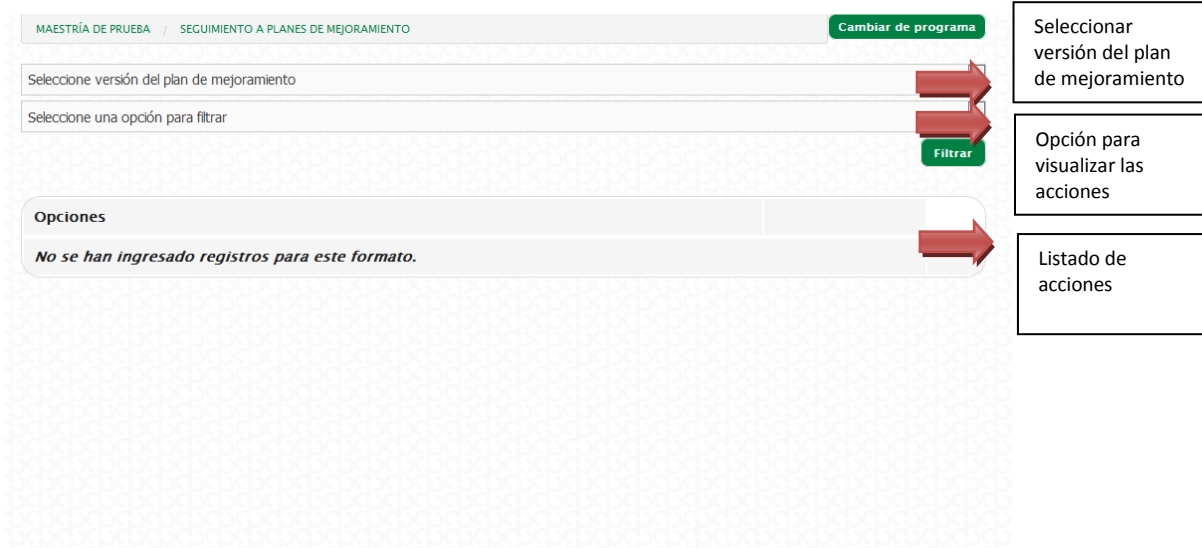 MAESTRÍA DE PRUEBA / SEGUIMIENTO A PLANES DE MEJORAMIENTO
Cambiar de programa
Seleccione versión del plan de mejoramiento
Seleccione una opción para filtrar
Filtrar
Opciones
No se han ingresado registros para este formato.
Seleccionar
versión del plan
de mejoramiento
Opción para
visualizar las
acciones
Listado de
acciones